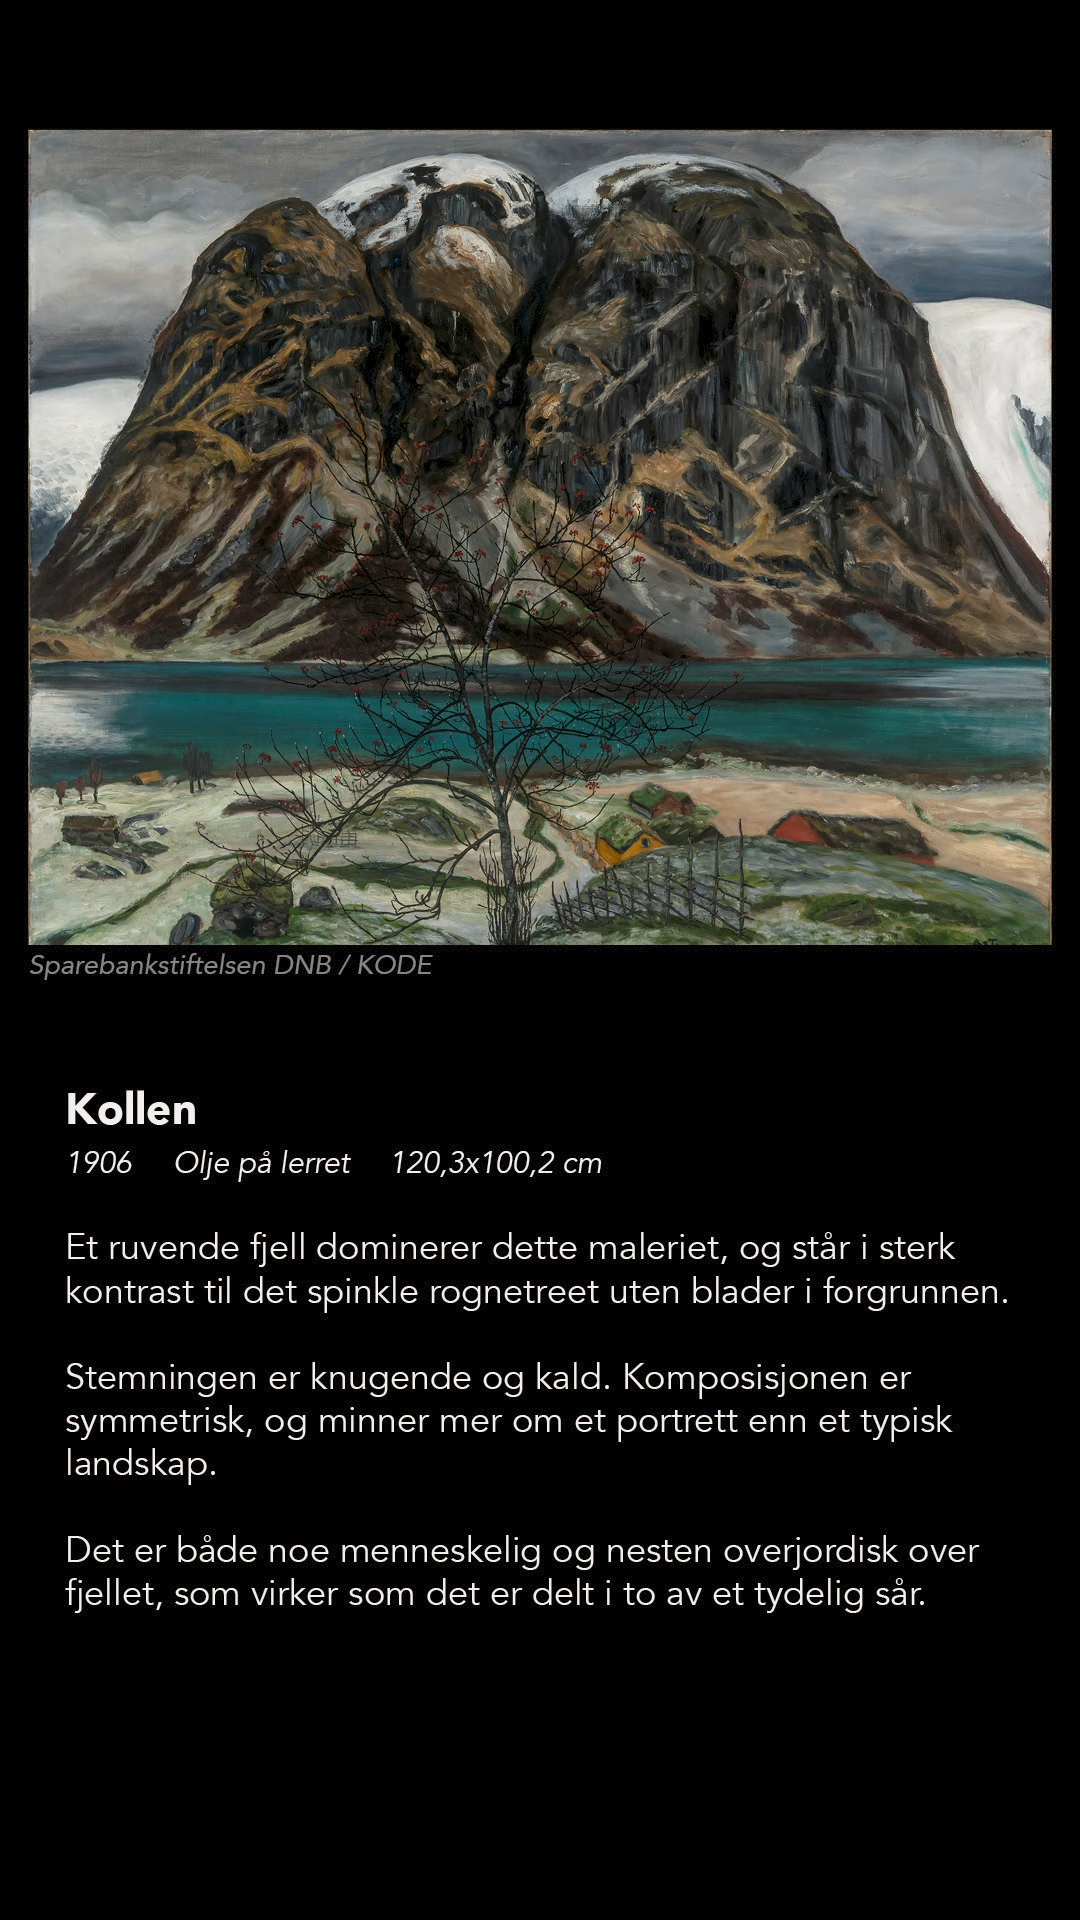 Sparebankstiftelsen DNB / KODE
Kollen
1906 Olje på lerret 120,3x100,2 cm
Et ruvende fjell dominerer dette maleriet, og står i sterk
kontrast til det spinkle rognetreet uten blader i forgrunnen.
Stemningen er knugende og kald. Komposisjonen er
symmetrisk, og minner mer om et portrett enn et typisk
landskap.
Det er både noe menneskelig og nesten overjordisk over
fjellet, som virker som det er delt i to av et tydelig sår.